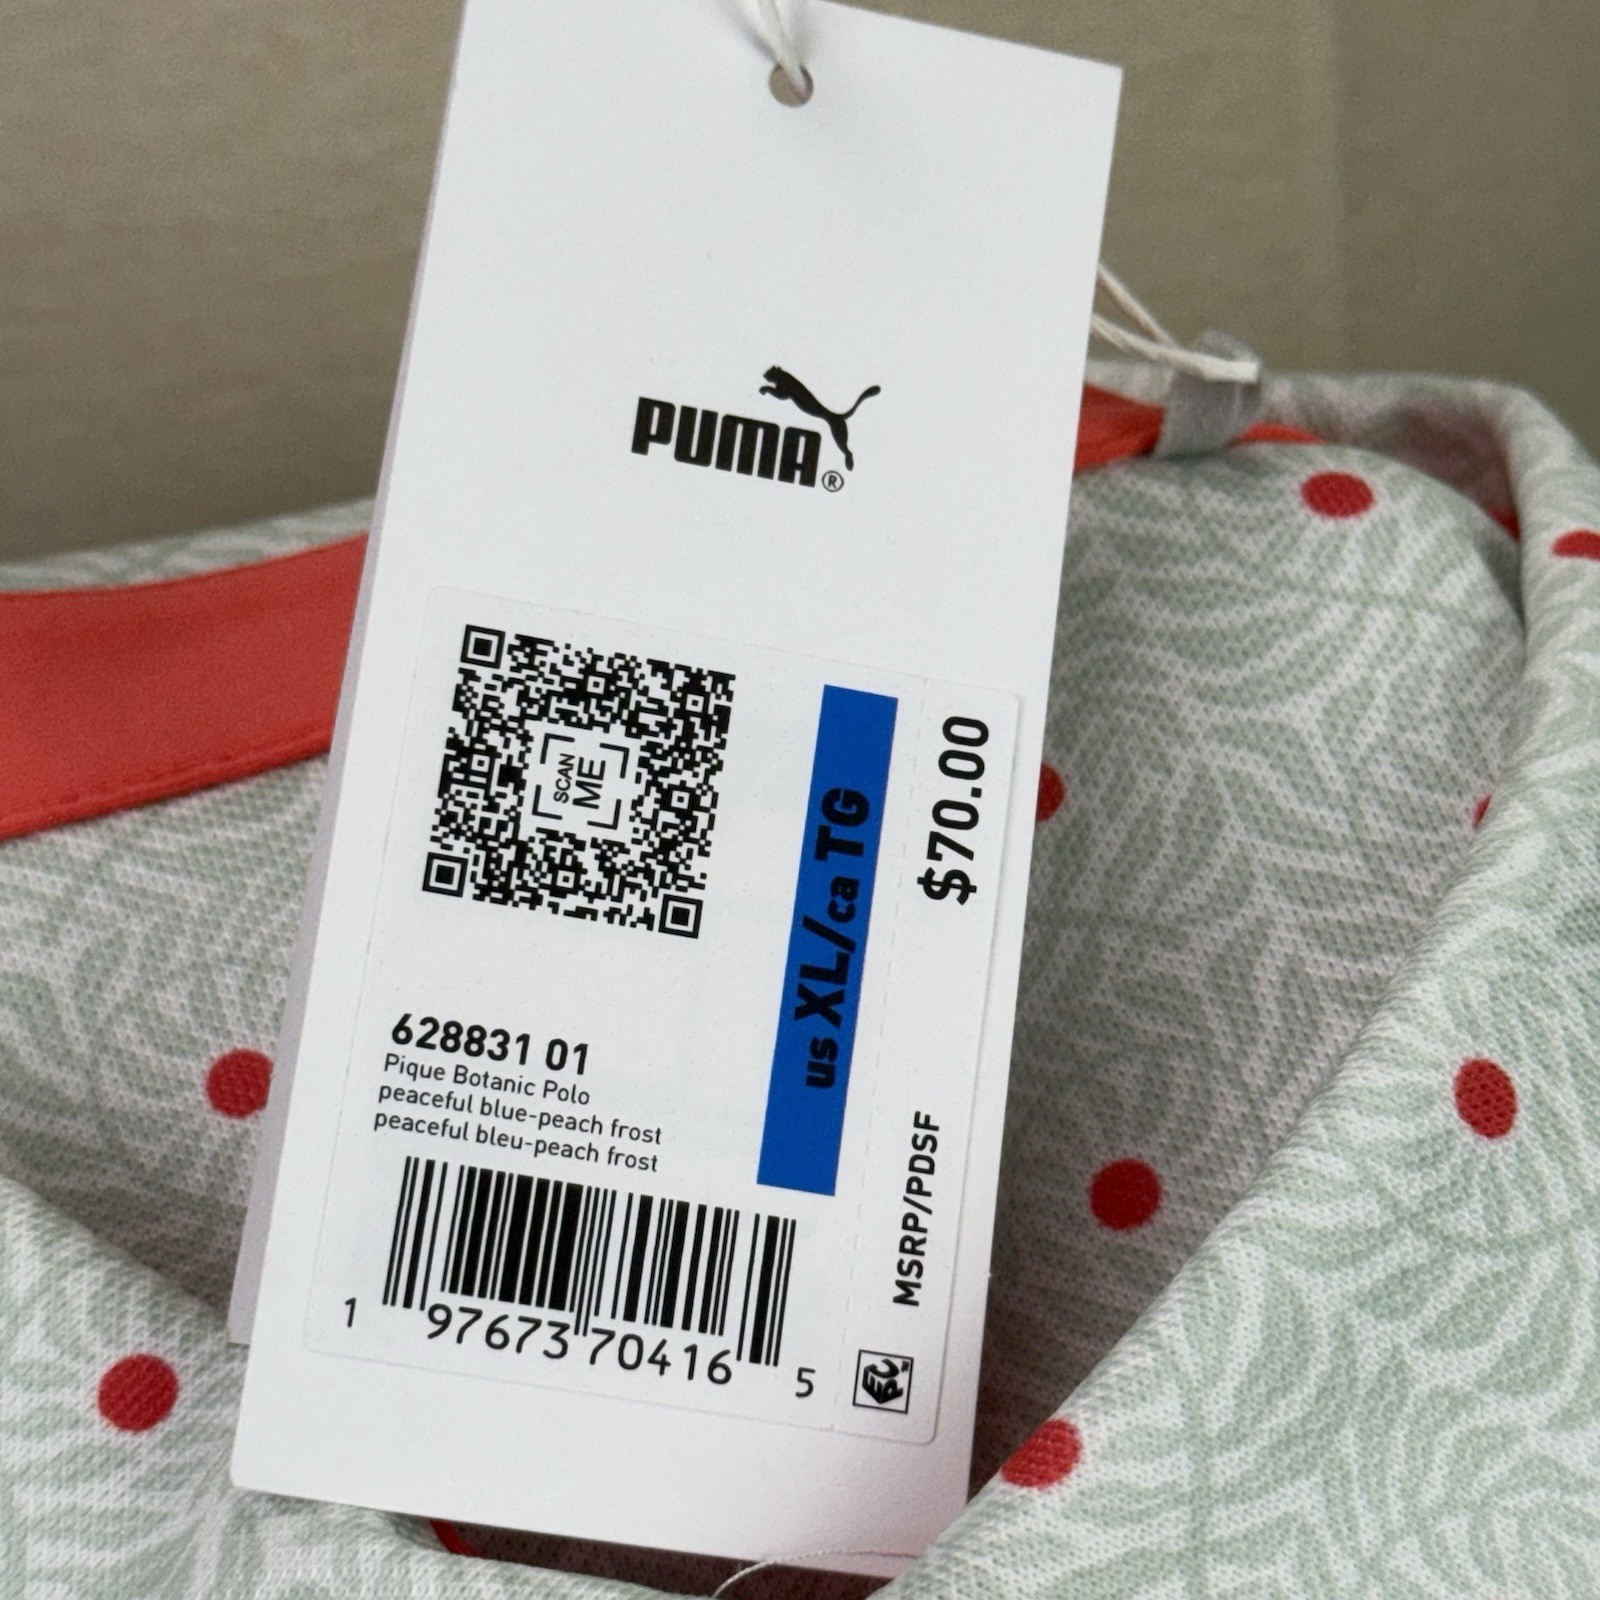 PUMA®
SCAN
ME
us XL/ca TG
$70.00
628831 01
Pique Botanic Polo
peaceful blue-peach frost
peaceful bleu-peach frost
MSRP/PDSF
1 97673 70416 5
EPC